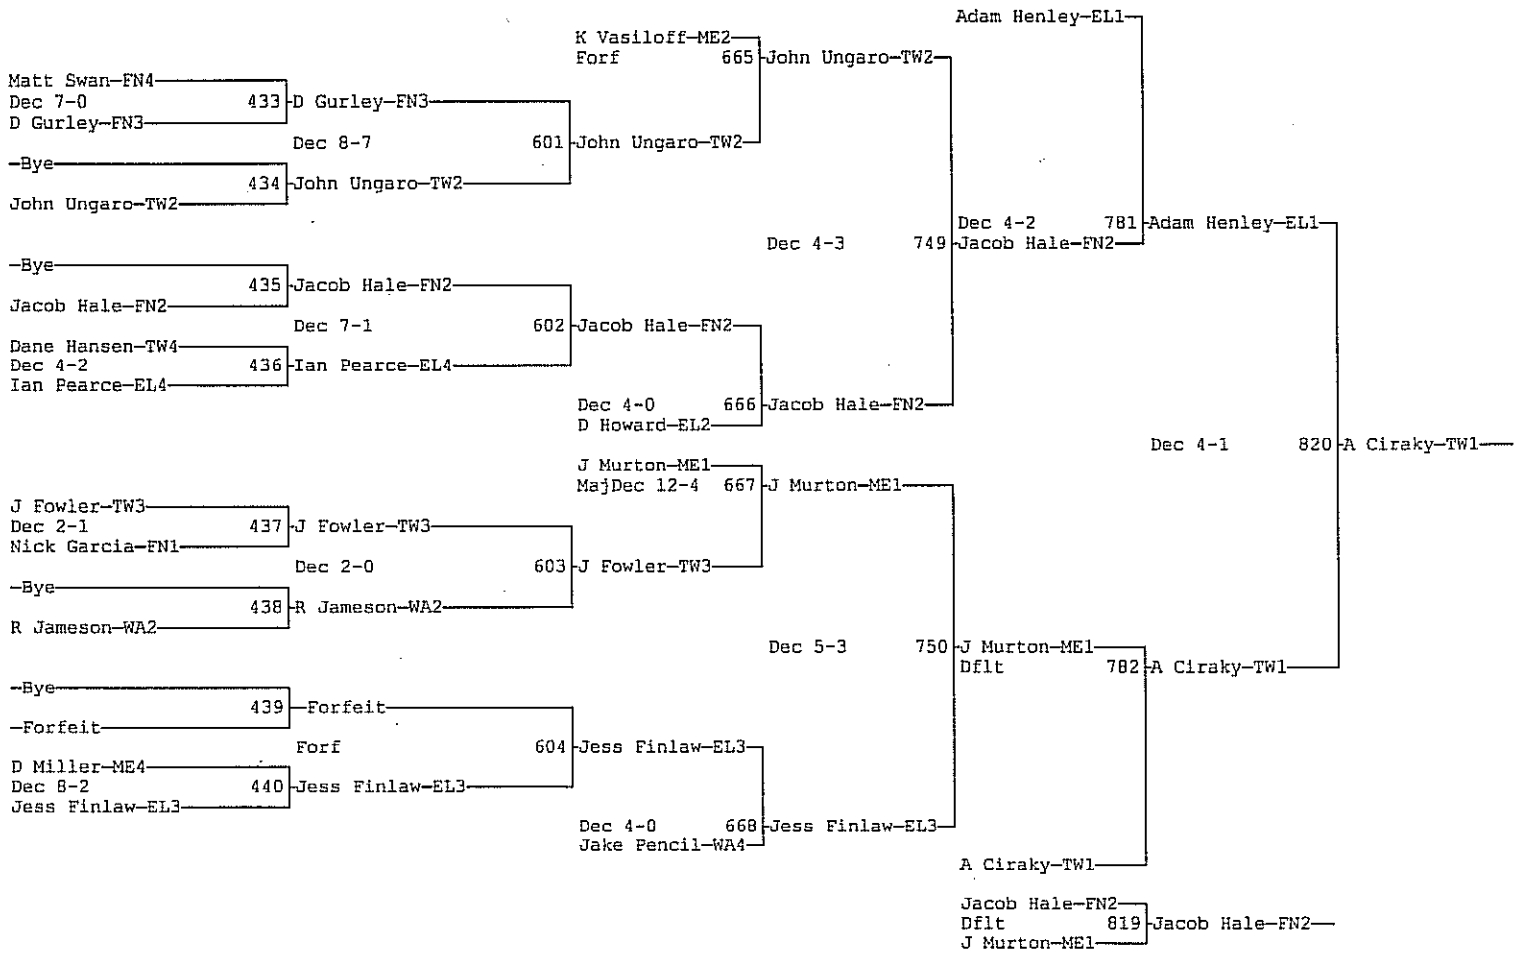 Adam Henley-EL1
K Vasiloff-ME2
Forf 665 John Ungaro-TW2
Matt Swan-FN4
Dec 7-0 433 D Gurley-FN3
D Gurley-FN3
Dec 8-7 601 John Ungaro-TW2
-Bye
434 John Ungaro-TW2
John Ungaro-TW2
Dec 4-2 781 Adam Henley-EL1
Dec 4-3 749 Jacob Hale-FN2
-Bye
435 Jacob Hale-FN2
Jacob Hale-FN2
Dec 7-1 602 Jacob Hale-FN2
Dane Hansen-TW4
Dec 4-2 436 Ian Pearce-EL4
Ian Pearce-EL4
Dec 4-0 666 Jacob Hale-FN2
D Howard-EL2
Dec 4-1 820 A Ciraky-TW1
J Murton-ME1
MajDec 12-4 667 J Murton-ME1
J Fowler-TW3
Dec 2-1 437 J Fowler-TW3
Nick Garcia-FN1
Dec 2-0 603 J Fowler-TW3
-Bye
438 R Jameson-WA2
R Jameson-WA2
Dec 5-3 750 J Murton-ME1
Dflt 782 A Ciraky-TW1
-Bye
439 -Forfeit
-Forfeit
Forf 604 Jess Finlaw-EL3
D Miller-ME4
Dec 8-2 440 Jess Finlaw-EL3
Jess Finlaw-EL3
Dec 4-0 668 Jess Finlaw-EL3
Jake Pencil-WA4
A Ciraky-TW1
Jacob Hale-FN2
Dflt 819 Jacob Hale-FN2
J Murton-ME1